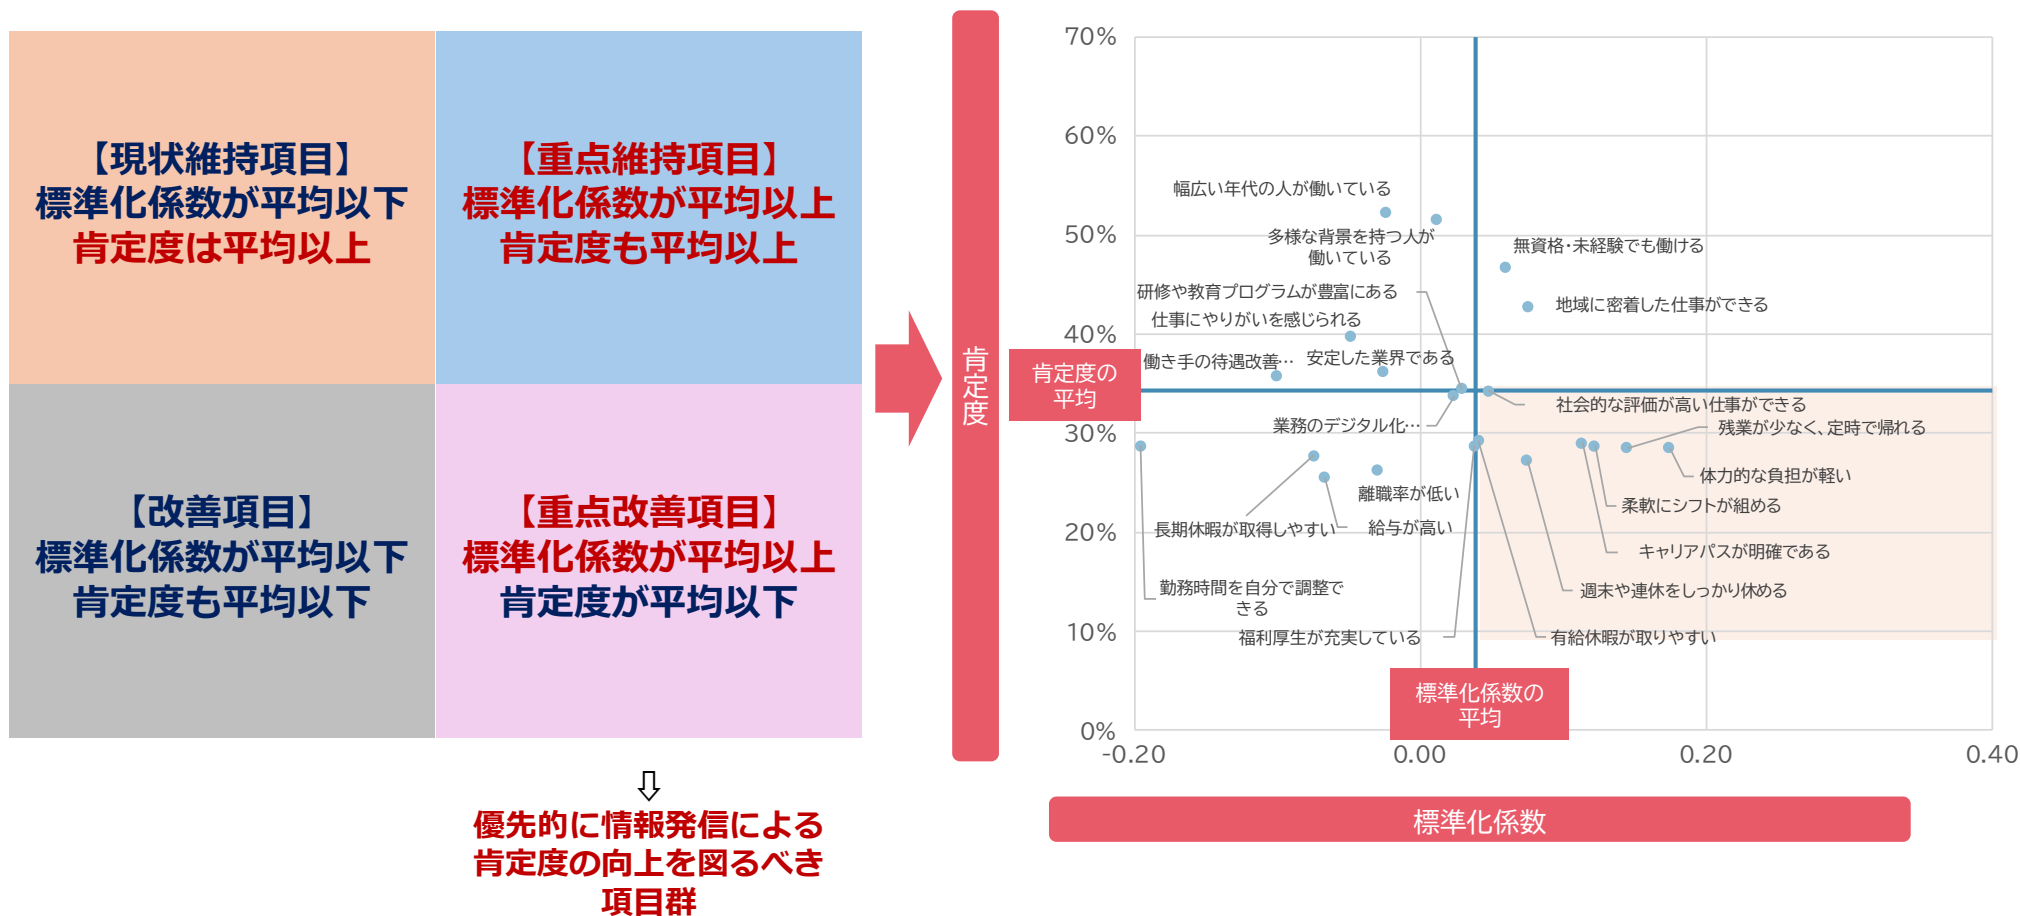 【現状維持項目】
標準化係数が平均以下
肯定度は平均以上
【重点維持項目】
標準化係数が平均以上
肯定度も平均以上
【改善項目】
標準化係数が平均以下
肯定度も平均以下
【重点改善項目】
標準化係数が平均以上
肯定度が平均以下
⇩
優先的に情報発信による
肯定度の向上を図るべき
項目群
肯定度
肯定度の
平均
70%
60%
50%
40%
30%
20%
10%
0%
幅広い年代の人が働いている
多様な背景を持つ人が
働いている
無資格・未経験でも働ける
研修や教育プログラムが豊富にある
地域に密着した仕事ができる
仕事にやりがいを感じられる
働き手の待遇改善…
安定した業界である
社会的な評価が高い仕事ができる
業務のデジタル化…
残業が少なく、定時で帰れる
体力的な負担が軽い
離職率が低い
柔軟にシフトが組める
長期休暇が取得しやすい
給与が高い
キャリアパスが明確である
勤務時間を自分で調整で
きる
週末や連休をしっかり休める
福利厚生が充実している
有給休暇が取りやすい
標準化係数の
平均
-0.20
0.00
0.20
0.40
標準化係数